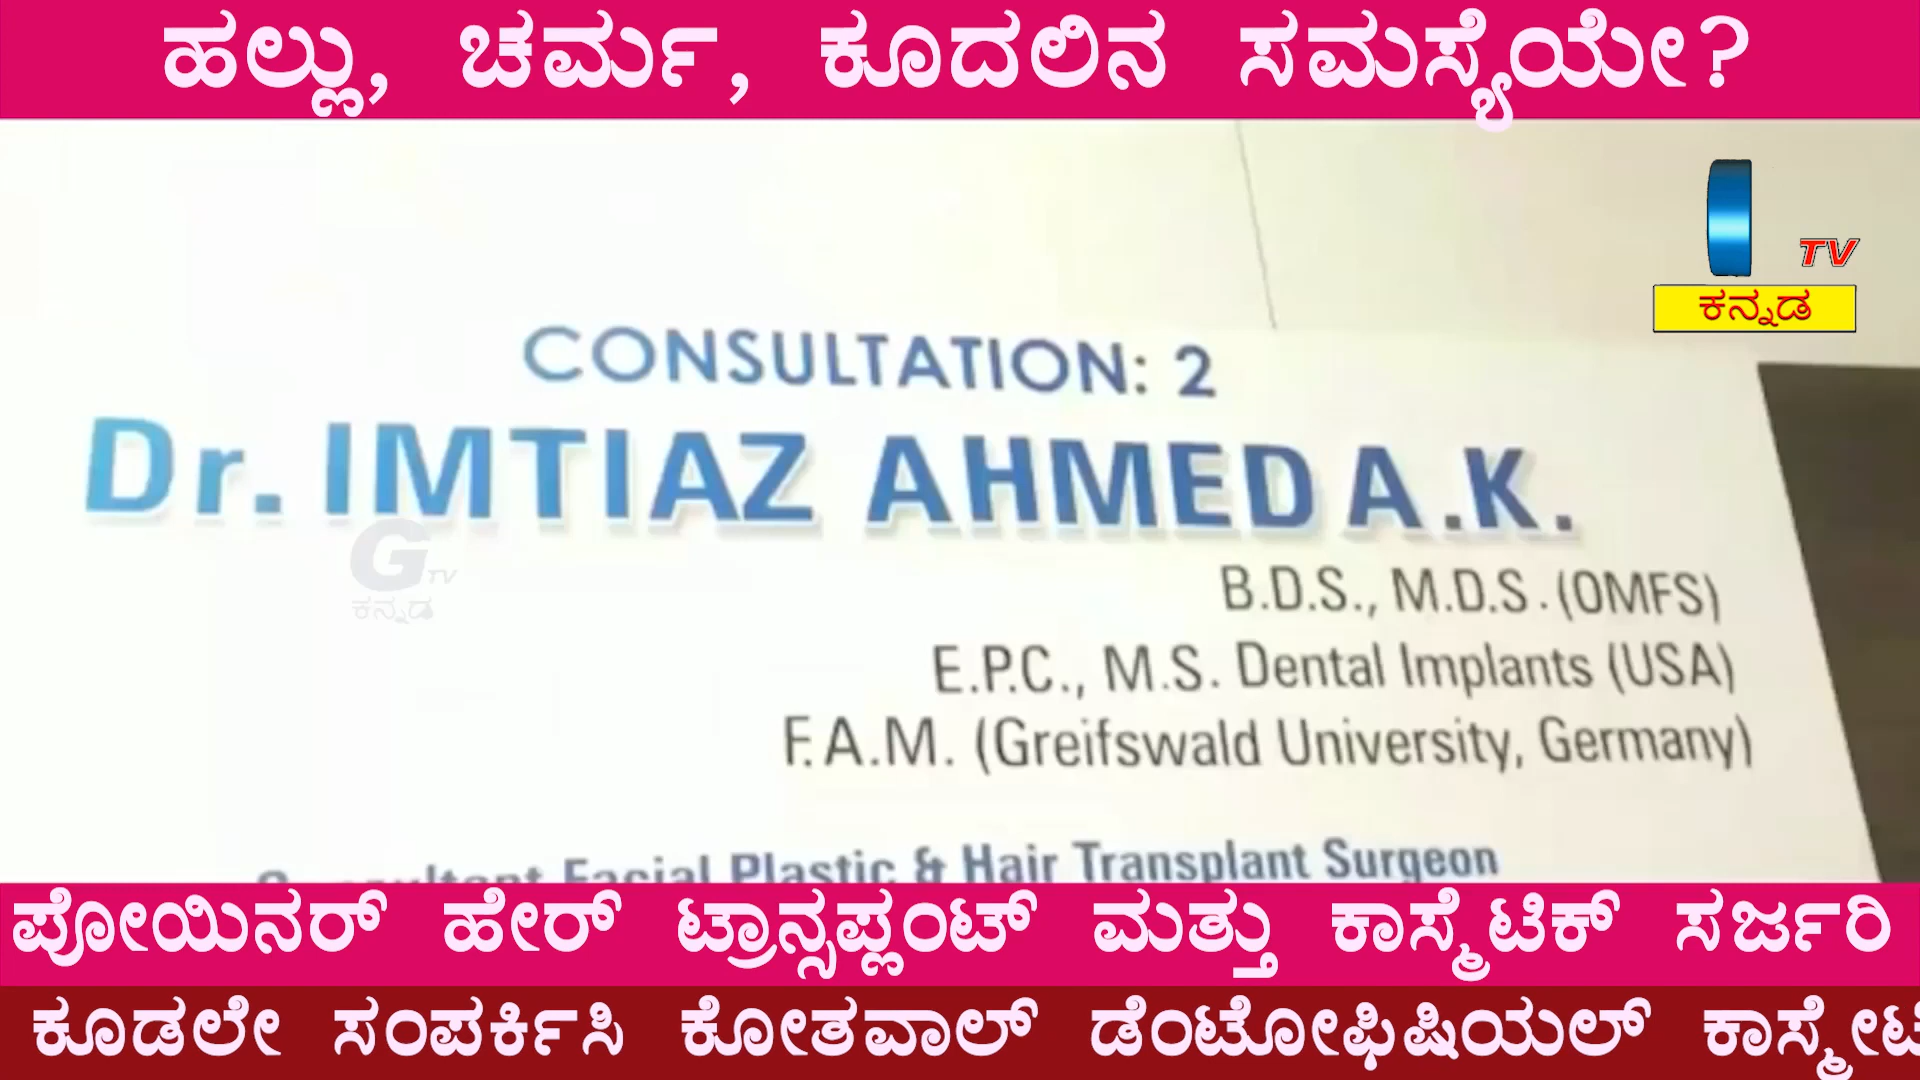 ಹಲ್ಲು, ಚರ್ಮ, ಕೂದಲಿನ ಸಮಸ್ಯೆಯೇ?
TV
ಕನ್ನಡ
CONSULTATION: 2
Dr. IMTIAZ AHMED A.K.
B.D.S., M.D.S. (OMFS)
G TV
ಕನ್ನಡ
E.P.C., M.S. Dental Implants (USA)
F.A.M. (Greifswald University, Germany)
Consultant Facial Plastic & Hair Transplant Surgeon
ಪೋಯಿನರ್ ಹೇರ್ ಟ್ರಾನ್ಸಪ್ಲಂಟ್ ಮತ್ತು ಕಾಸ್ಮೆಟಿಕ್ ಸರ್ಜರಿ
ಕೂಡಲೇ ಸಂಪರ್ಕಿಸಿ ಕೋತವಾಲ್ ಡೆಂಟೋಫಿಷಿಯಲ್